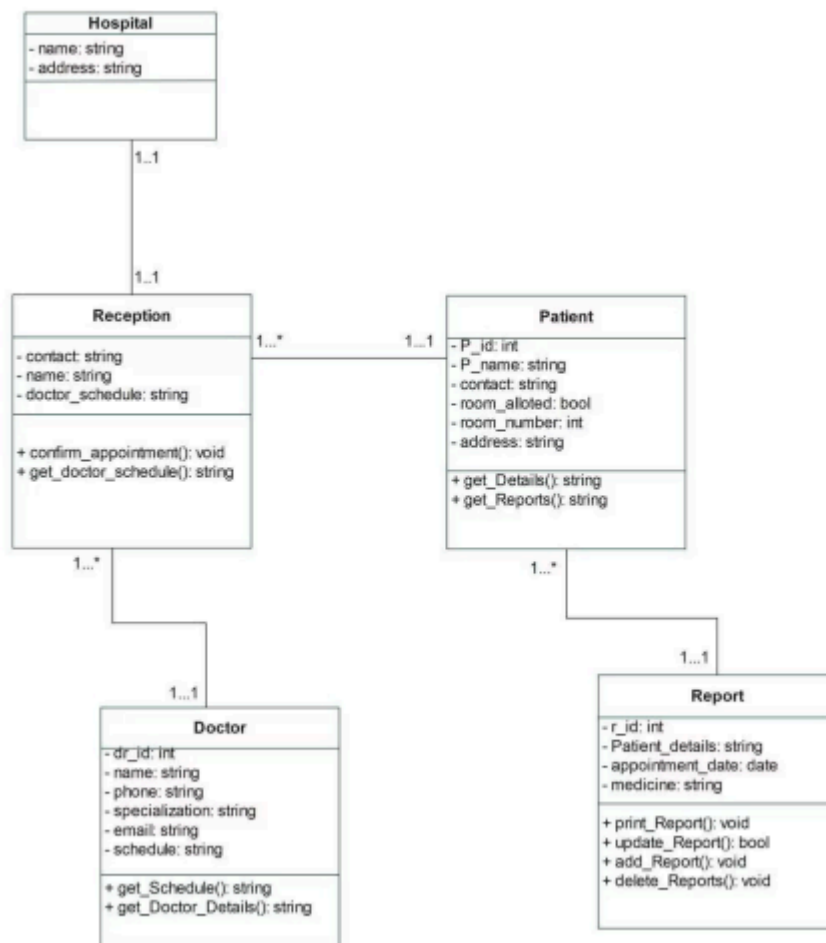 Hospital
- name: string
- address: string
1..1
1..1
Reception
- contact: string
- name: string
- doctor_schedule: string
+ confirm_appointment(): void
+ get_doctor_schedule(): string
1...*
1...1
Patient
- P_id: int
- P_name: string
- contact: string
- room_alloted: bool
- room_number: int
- address: string
+ get_Details(): string
+ get_Reports(): string
1...*
1...1
Doctor
- dr_id: int
- name: string
- phone: string
- specialization: string
- email: string
- schedule: string
+ get_Schedule(): string
+ get_Doctor_Details(): string
1...*
1...1
Report
- r_id: int
- Patient_details: string
- appointment_date: date
- medicine: string
+ print_Report(): void
+ update_Report(): bool
+ add_Report(): void
+ delete_Reports(): void